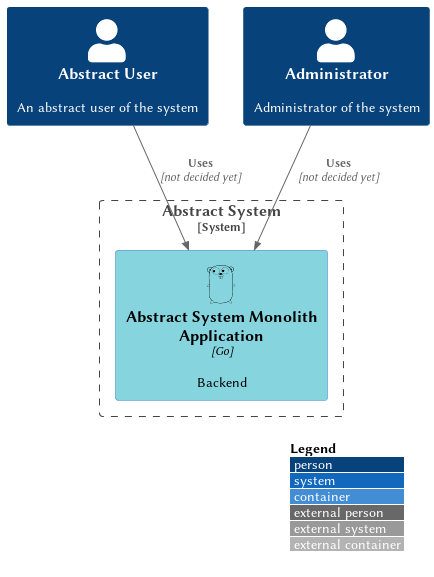 Abstract User
An abstract user of the system
Administrator
Administrator of the system
Uses
[not decided yet]
Uses
[not decided yet]
Abstract System
[System]
Abstract System Monolith
Application
[Go]
Backend
Legend
person
system
container
external person
external system
external container